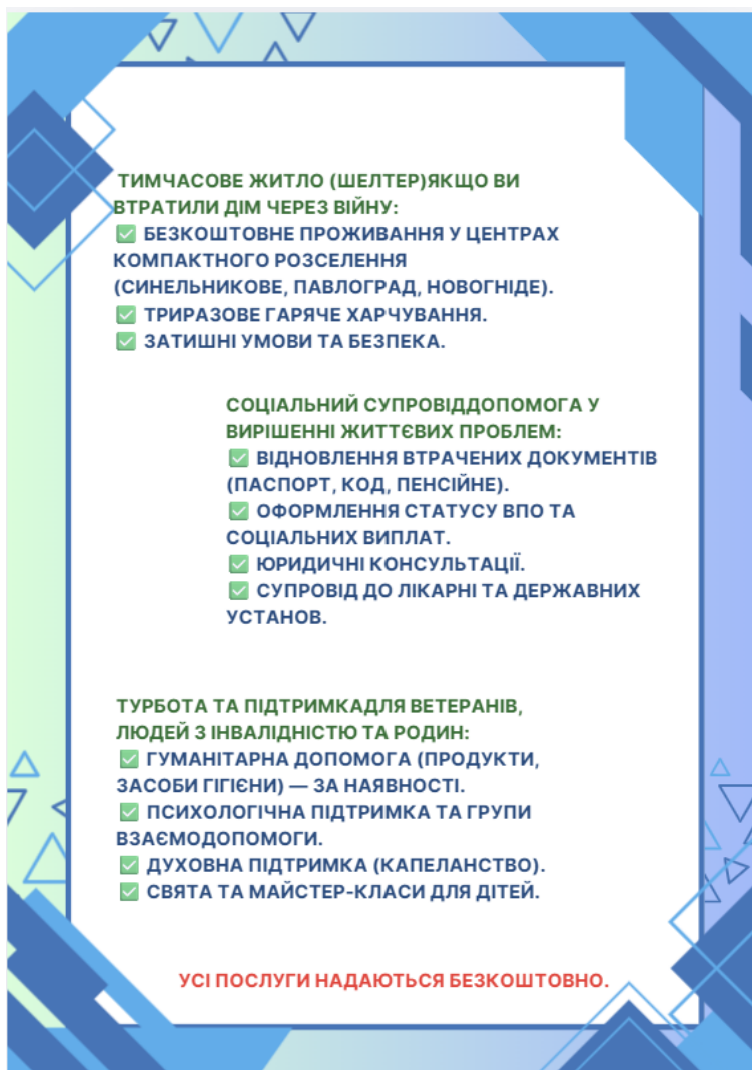 ТИМЧАСОВЕ ЖИТЛО (ШЕЛТЕР)ЯКЩО ВИ
ВТРАТИЛИ ДІМ ЧЕРЕЗ ВІЙНУ:
✅ БЕЗКОШТОВНЕ ПРОЖИВАННЯ У ЦЕНТРАХ
КОМПАКТНОГО РОЗСЕЛЕННЯ
(СИНЕЛЬНИКОВЕ, ПАВЛОГРАД, НОВОГНІДЕ).
✅ ТРИРАЗОВЕ ГАРЯЧЕ ХАРЧУВАННЯ.
✅ ЗАТИШНІ УМОВИ ТА БЕЗПЕКА.
СОЦІАЛЬНИЙ СУПРОВІДДОПОМОГА У
ВИРІШЕННІ ЖИТТЄВИХ ПРОБЛЕМ:
✅ ВІДНОВЛЕННЯ ВТРАЧЕНИХ ДОКУМЕНТІВ
(ПАСПОРТ, КОД, ПЕНСІЙНЕ).
✅ ОФОРМЛЕННЯ СТАТУСУ ВПО ТА
СОЦІАЛЬНИХ ВИПЛАТ.
✅ ЮРИДИЧНІ КОНСУЛЬТАЦІЇ.
✅ СУПРОВІД ДО ЛІКАРНІ ТА ДЕРЖАВНИХ
УСТАНОВ.
ТУРБОТА ТА ПІДТРИМКАДЛЯ ВЕТЕРАНІВ,
ЛЮДЕЙ З ІНВАЛІДНІСТЮ ТА РОДИН:
✅ ГУМАНІТАРНА ДОПОМОГА (ПРОДУКТИ,
ЗАСОБИ ГІГІЄНИ) — ЗА НАЯВНОСТІ.
✅ ПСИХОЛОГІЧНА ПІДТРИМКА ТА ГРУПИ
ВЗАЄМОДОПОМОГИ.
✅ ДУХОВНА ПІДТРИМКА (КАПЕЛАНСТВО).
✅ СВЯТА ТА МАЙСТЕР-КЛАСИ ДЛЯ ДІТЕЙ.
УСІ ПОСЛУГИ НАДАЮТЬСЯ БЕЗКОШТОВНО.